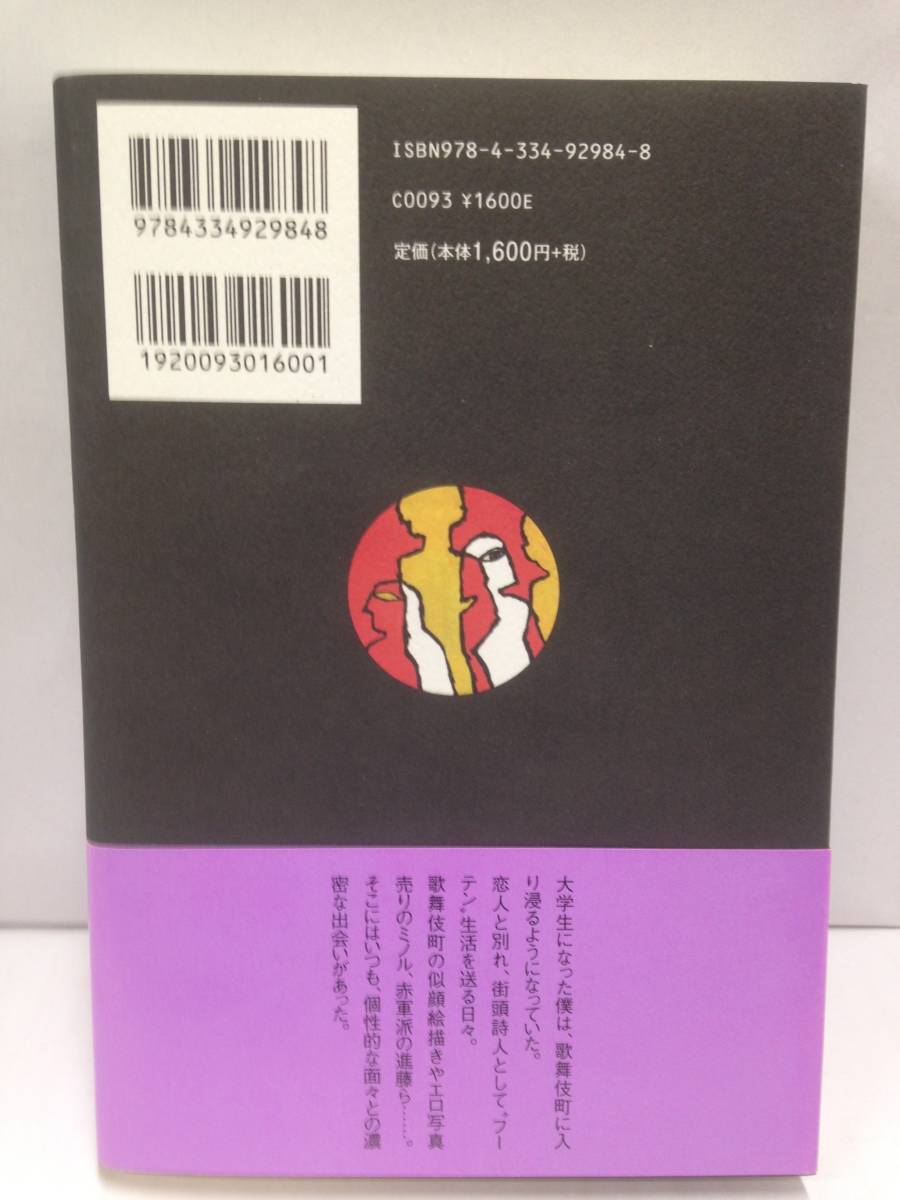 ISBN978-4-334-92984-8
C0093 ¥1600E
定価(本体1,600円+税)
9784334929848
1920093016001
大学生になった僕は、歌舞伎町に入
り浸るようになっていた。
恋人と別れ、街頭詩人として〝フー
テン〟生活を送る日々。
歌舞伎町の似顔絵描きやエロ写真
売りのミノル、赤軍派の進藤ら……。
そこにはいつも、個性的な面々との濃
密な出会いがあった。